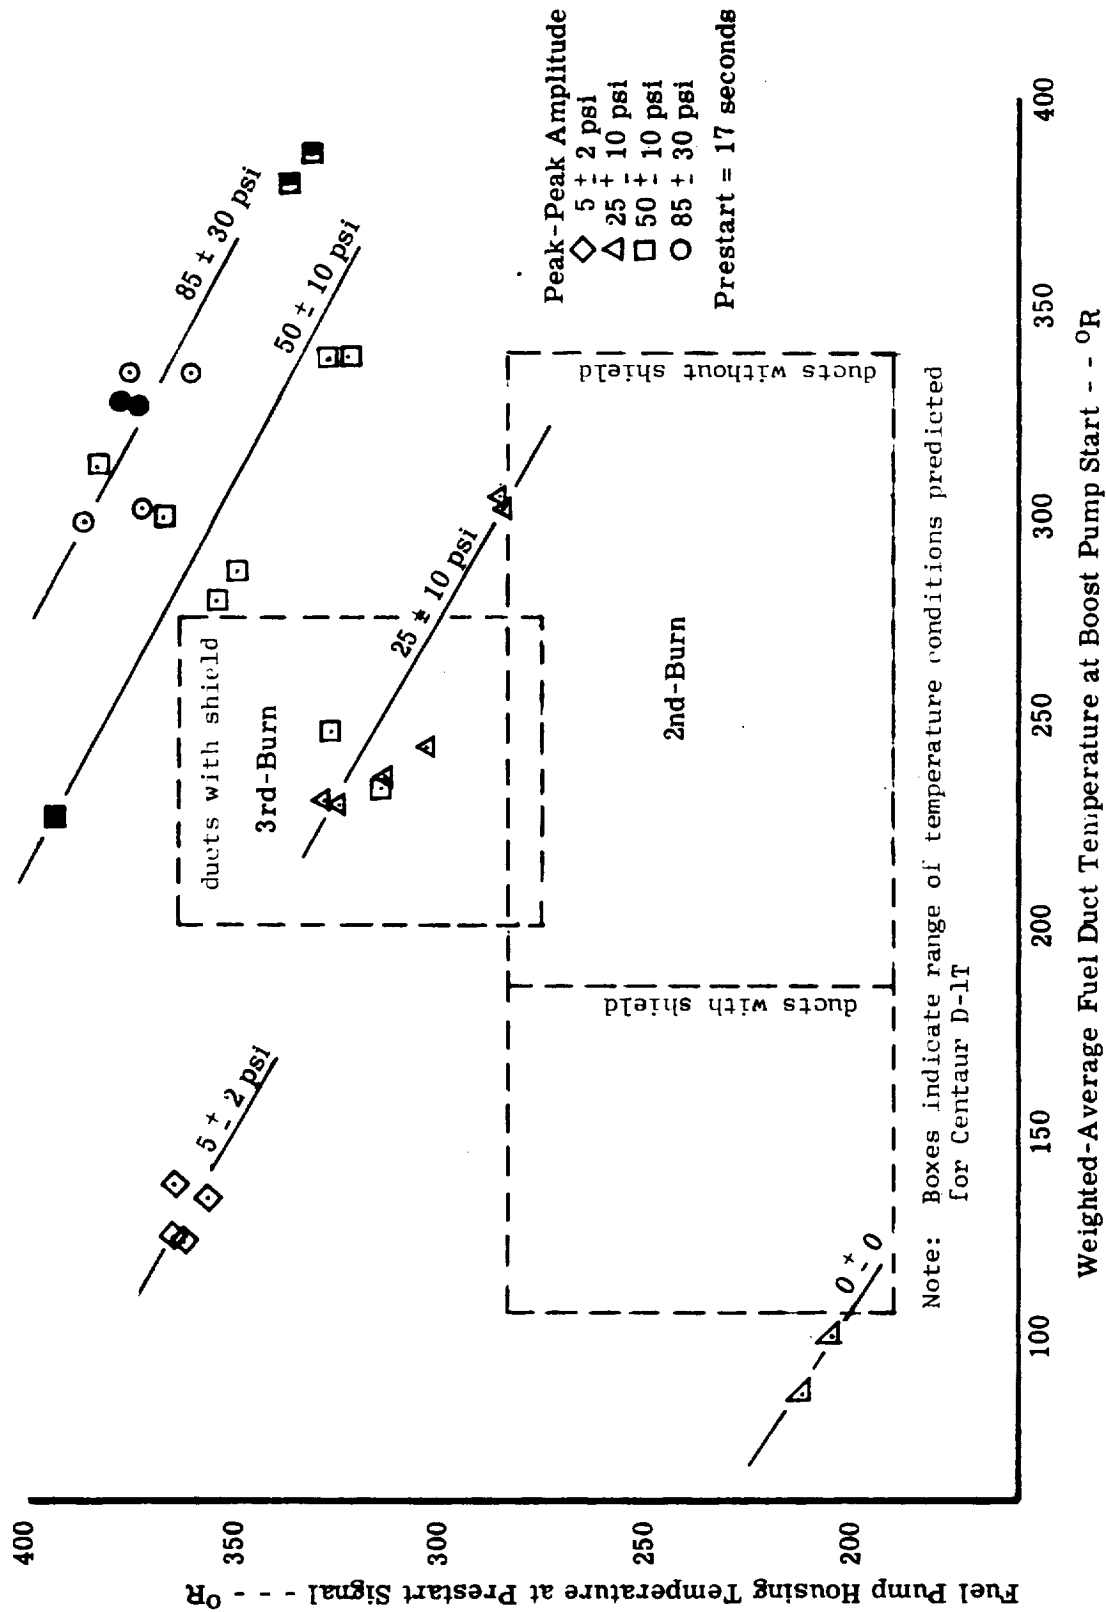 Peak-Peak Amplitude
◇ 5 ± 2 psi
△ 25 ± 10 psi
□ 50 ± 10 psi
○ 85 ± 30 psi
Prestart = 17 seconds
85 ± 30 psi
50 ± 10 psi
25 ± 10 psi
5 ± 2 psi
0 ± 0
ducts with shield
3rd-Burn
2nd-Burn
ducts without shield
ducts with shield
Note: Boxes indicate range of temperature conditions predicted
for Centaur D-1T
Fuel Pump Housing Temperature at Prestart Signal - - - °R
400
350
300
250
200
100
150
200
250
300
350
400
Weighted-Average Fuel Duct Temperature at Boost Pump Start - - °R